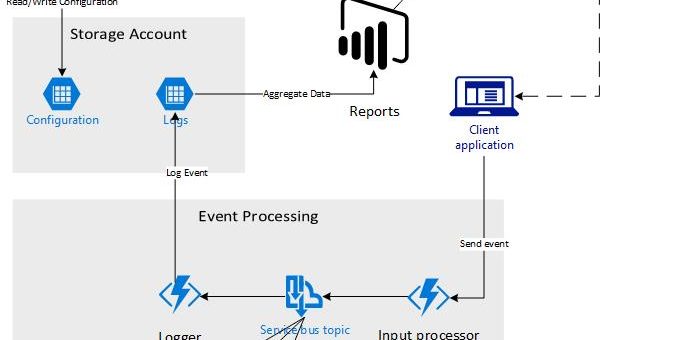 Read/Write Configuration
Storage Account
Configuration
Logs
Aggregate Data
Reports
Client
application
Log Event
Event Processing
Send event
Logger
Service bus topic
Input processor